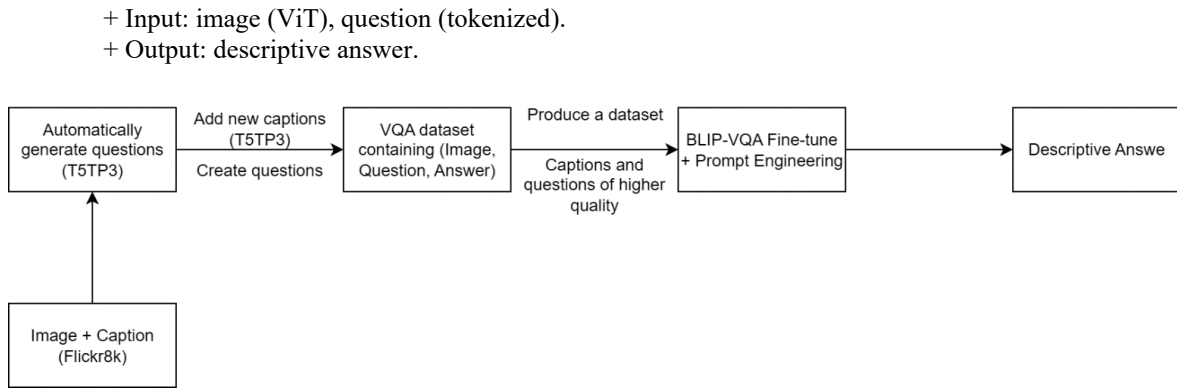 + Input: image (ViT), question (tokenized).
+ Output: descriptive answer.
Automatically
generate questions
(T5TP3)
Add new captions
(T5TP3)
Create questions
VQA dataset
containing (Image,
Question, Answer)
Produce a dataset
Captions and
questions of higher
quality
BLIP-VQA Fine-tune
+ Prompt Engineering
Descriptive Answe
Image + Caption
(Flickr8k)